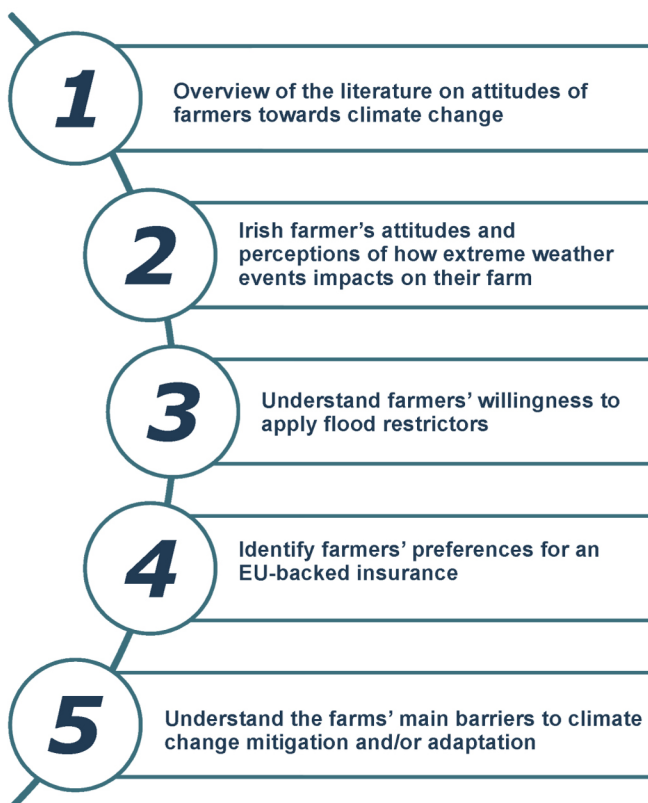 1
Overview of the literature on attitudes of
farmers towards climate change
2
Irish farmer's attitudes and
perceptions of how extreme weather
events impacts on their farm
3
Understand farmers’ willingness to
apply flood restrictors
4
Identify farmers’ preferences for an
EU-backed insurance
5
Understand the farms’ main barriers to climate
change mitigation and/or adaptation